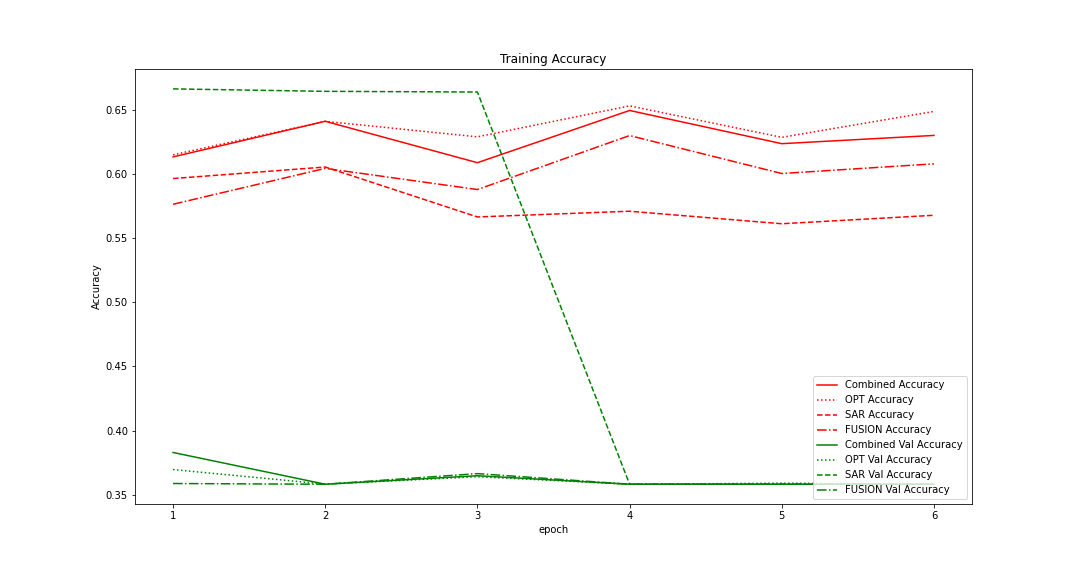 Training Accuracy
Accuracy
0.65
0.60
0.55
0.50
0.45
0.40
0.35
Combined Accuracy
OPT Accuracy
SAR Accuracy
FUSION Accuracy
Combined Val Accuracy
OPT Val Accuracy
SAR Val Accuracy
FUSION Val Accuracy
1 2 3 4 5 6
epoch